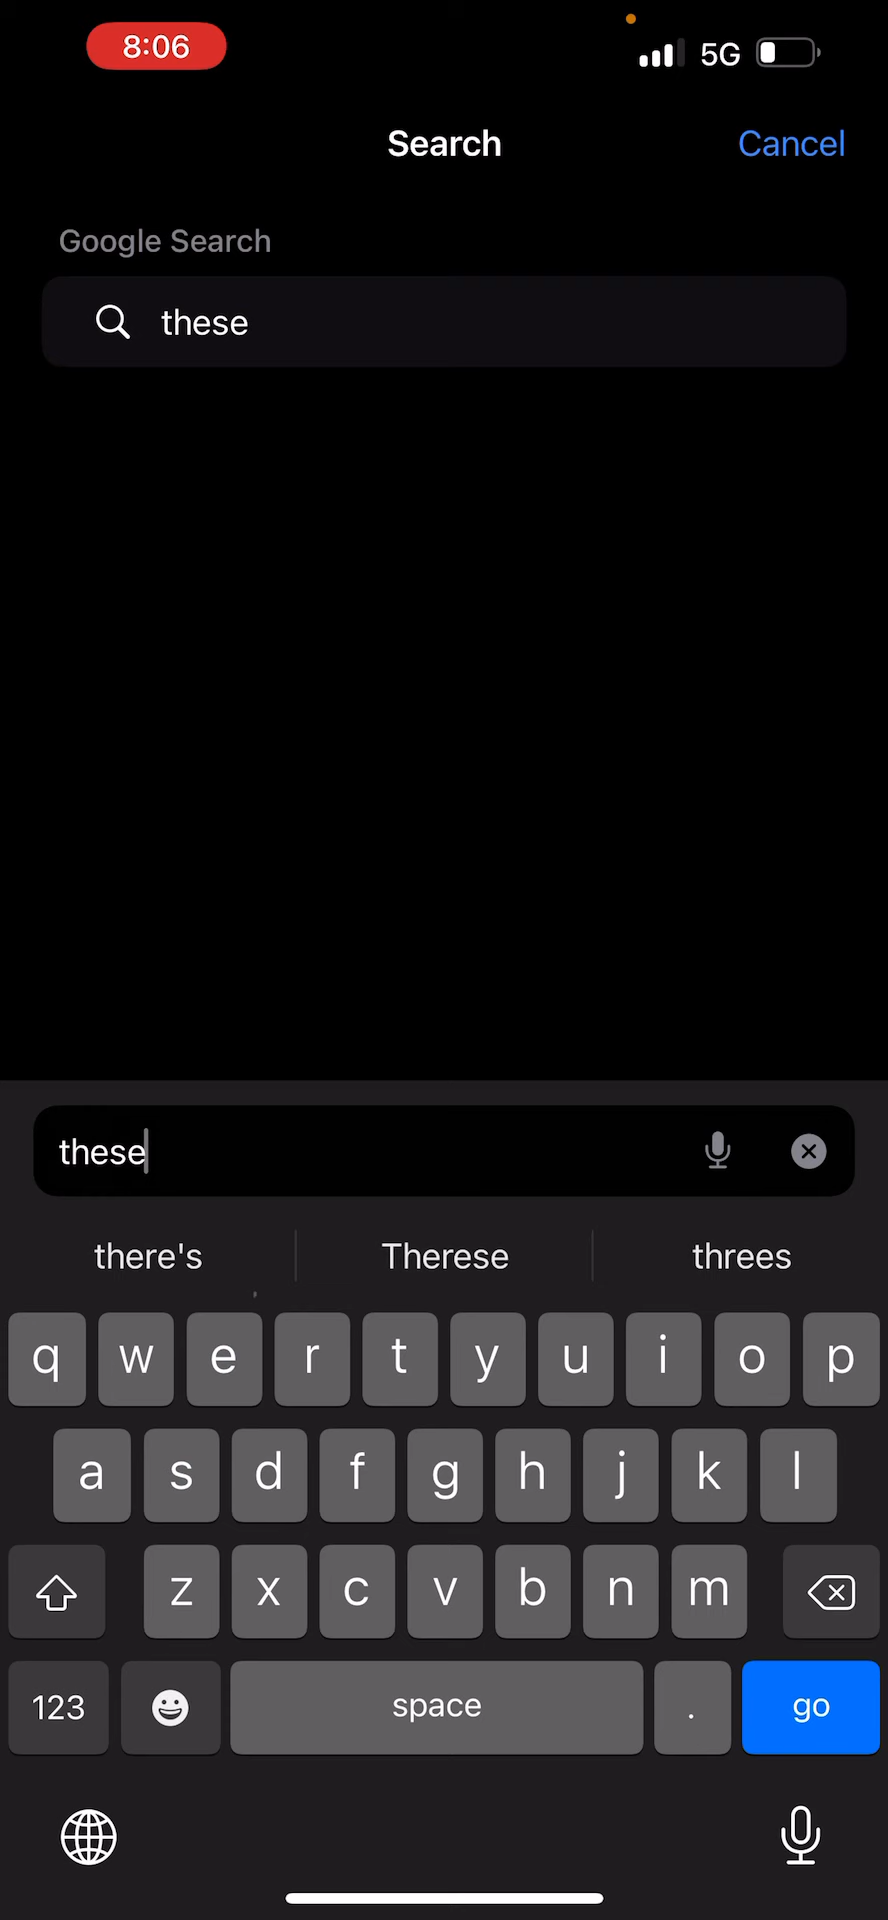 8:06 5G
Search Cancel
Google Search
these
these
there's Therese threes
q w e r t y u i o p
a s d f g h j k l
z x c v b n m
123 space . go